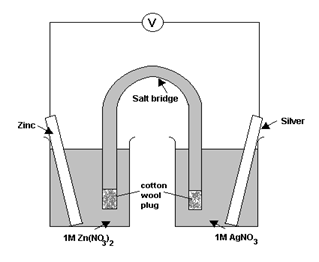 V
Salt bridge
Zinc
Silver
cotton
wool
plug
1M Zn(NO3)2
1M AgNO3